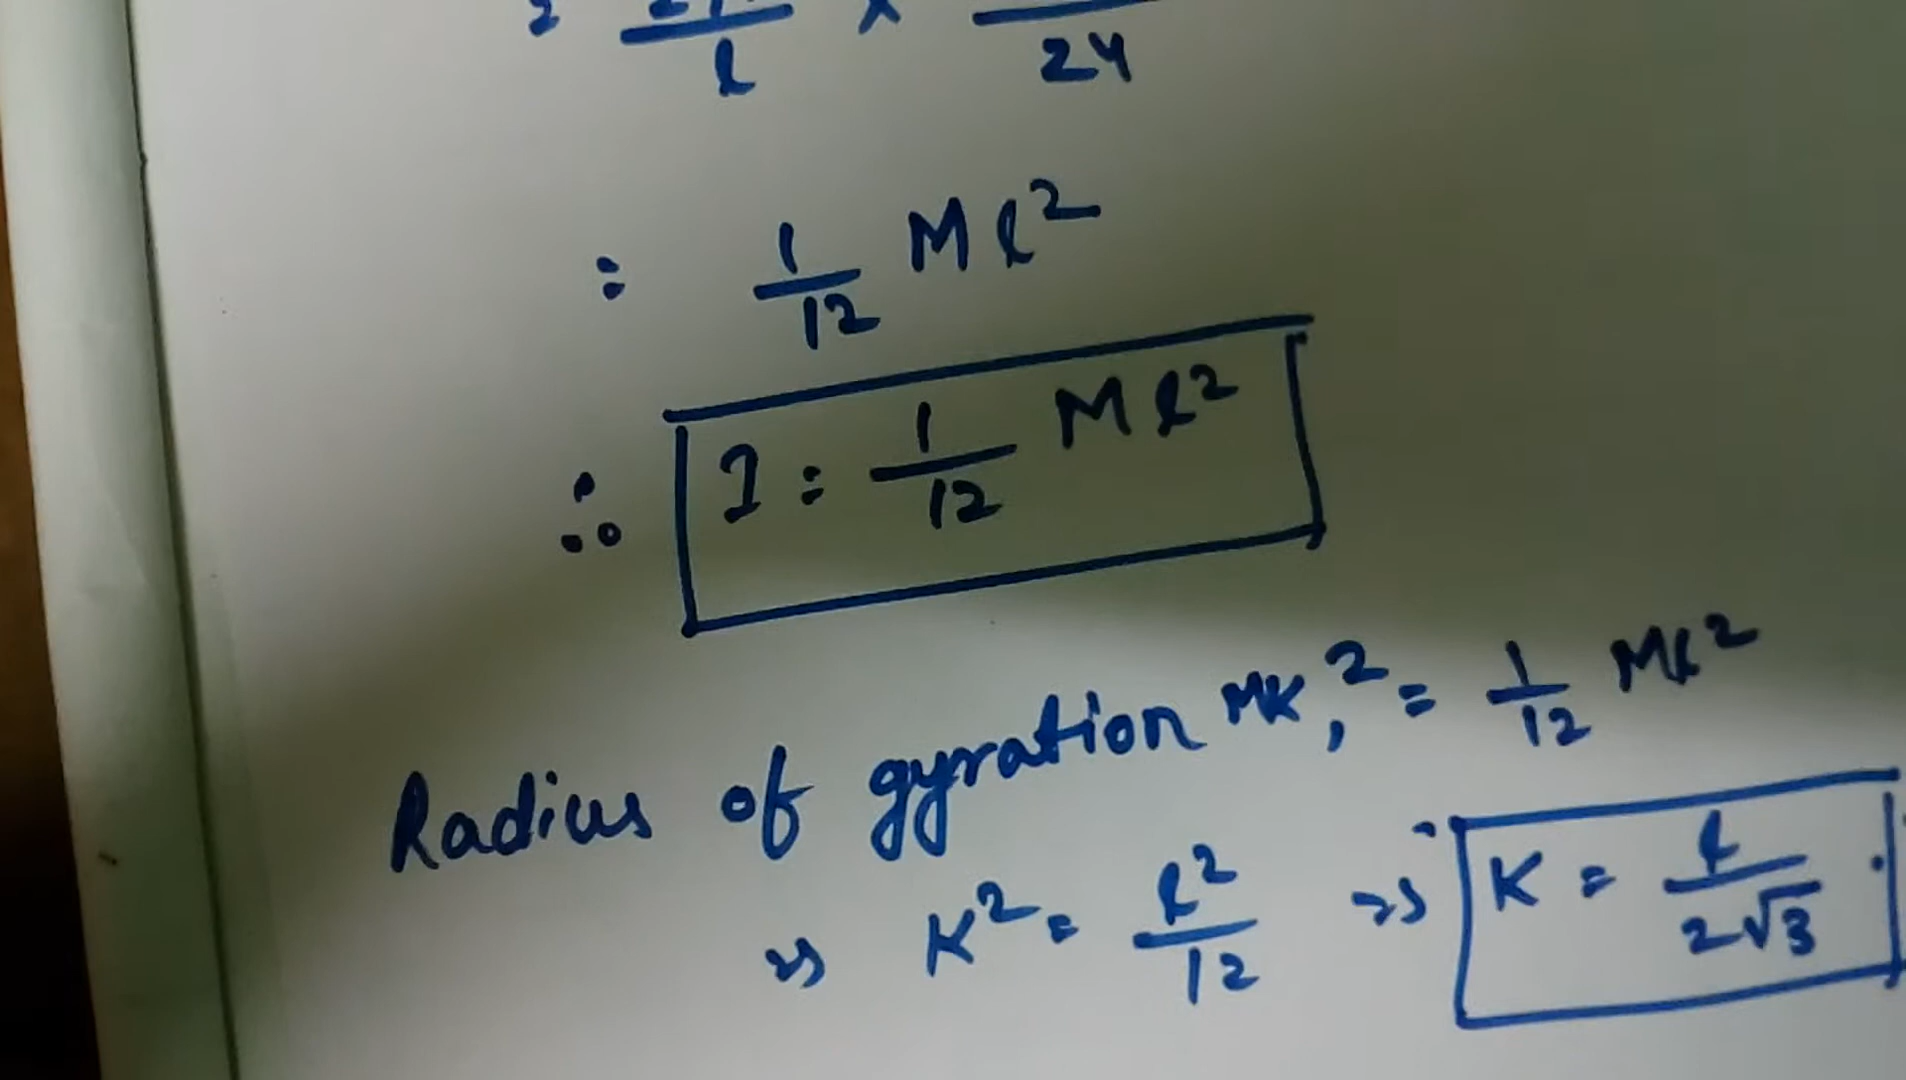 = /l × /24
= 1/12 Ml²
∴ I = 1/12 Ml²
Radius of gyration MK², = 1/12 Ml²
⇒ K² = l²/12 ⇒ K = l/2√3